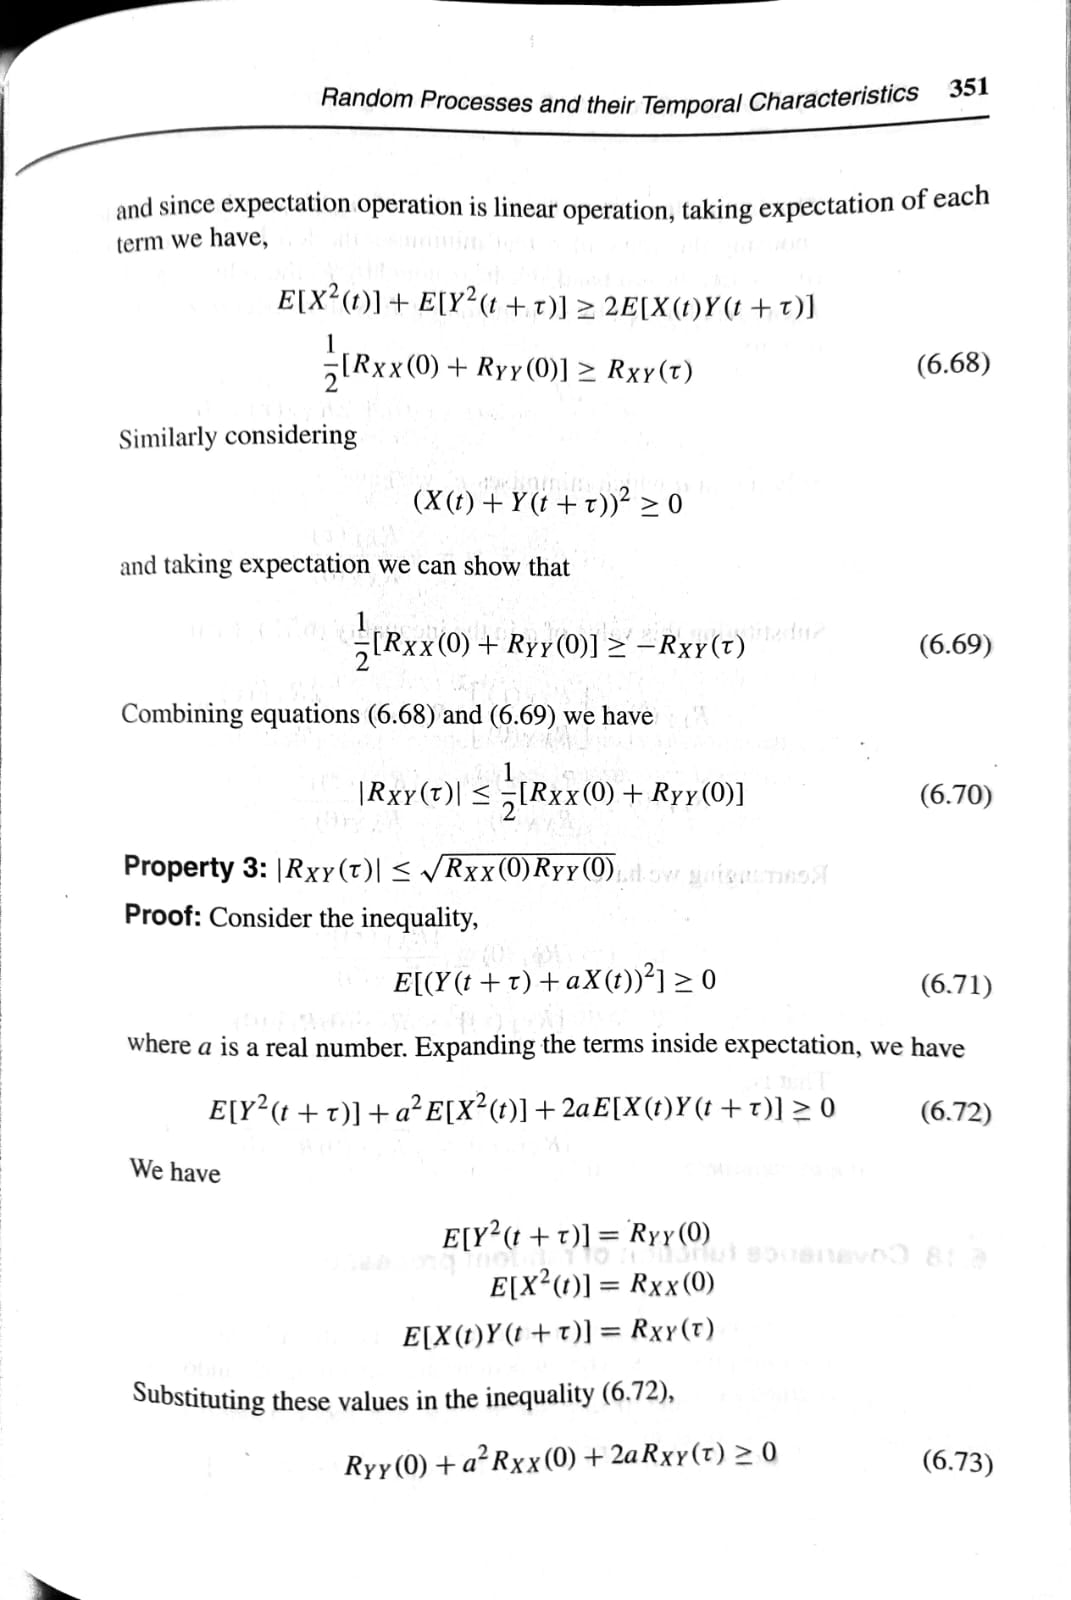 Random Processes and their Temporal Characteristics 351
and since expectation operation is linear operation, taking expectation of each
term we have,
E[X²(t)] + E[Y²(t + τ)] ≥ 2E[X(t)Y(t + τ)]
1/2[R_XX(0) + R_YY(0)] ≥ R_XY(τ) (6.68)
Similarly considering
(X(t) + Y(t + τ))² ≥ 0
and taking expectation we can show that
1/2[R_XX(0) + R_YY(0)] ≥ −R_XY(τ) (6.69)
Combining equations (6.68) and (6.69) we have
|R_XY(τ)| ≤ 1/2[R_XX(0) + R_YY(0)] (6.70)
Property 3: |R_XY(τ)| ≤ √(R_XX(0)R_YY(0))
Proof: Consider the inequality,
E[(Y(t + τ) + aX(t))²] ≥ 0 (6.71)
where a is a real number. Expanding the terms inside expectation, we have
E[Y²(t + τ)] + a²E[X²(t)] + 2aE[X(t)Y(t + τ)] ≥ 0 (6.72)
We have
E[Y²(t + τ)] = R_YY(0)
E[X²(t)] = R_XX(0)
E[X(t)Y(t + τ)] = R_XY(τ)
Substituting these values in the inequality (6.72),
R_YY(0) + a²R_XX(0) + 2aR_XY(τ) ≥ 0 (6.73)